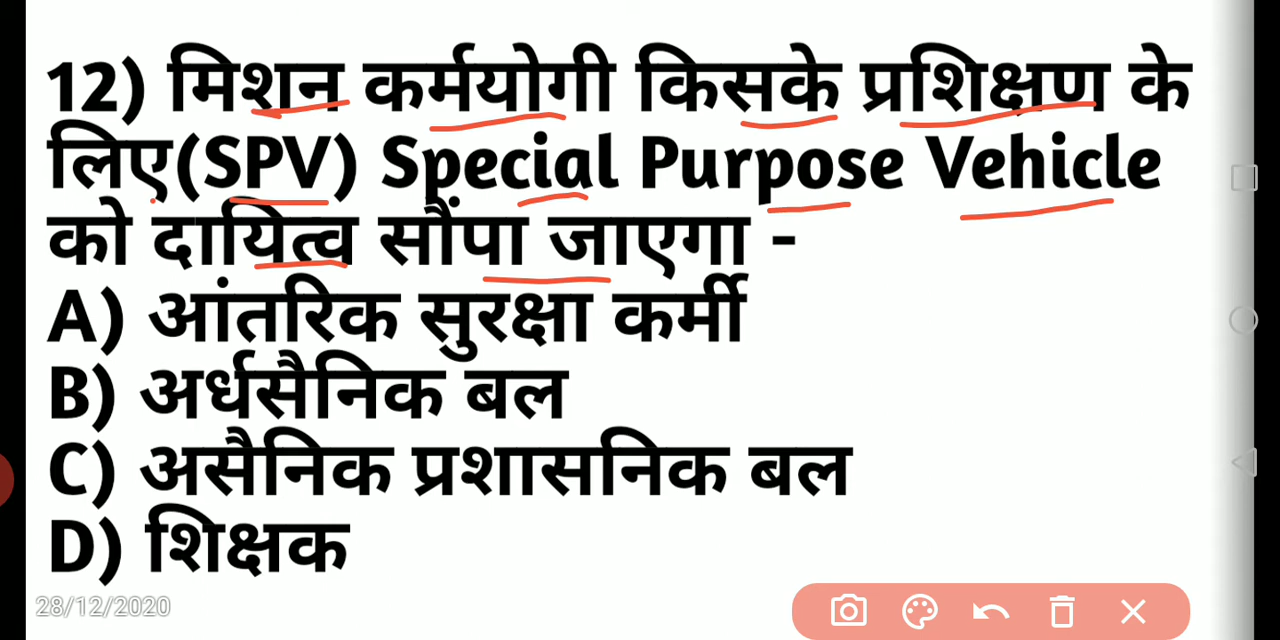 12) मिशन कर्मयोगी किसके प्रशिक्षण के
लिए(SPV) Special Purpose Vehicle
को दायित्व सौंपा जाएगा -
A) आंतरिक सुरक्षा कर्मी
B) अर्धसैनिक बल
C) असैनिक प्रशासनिक बल
D) शिक्षक
28/12/2020